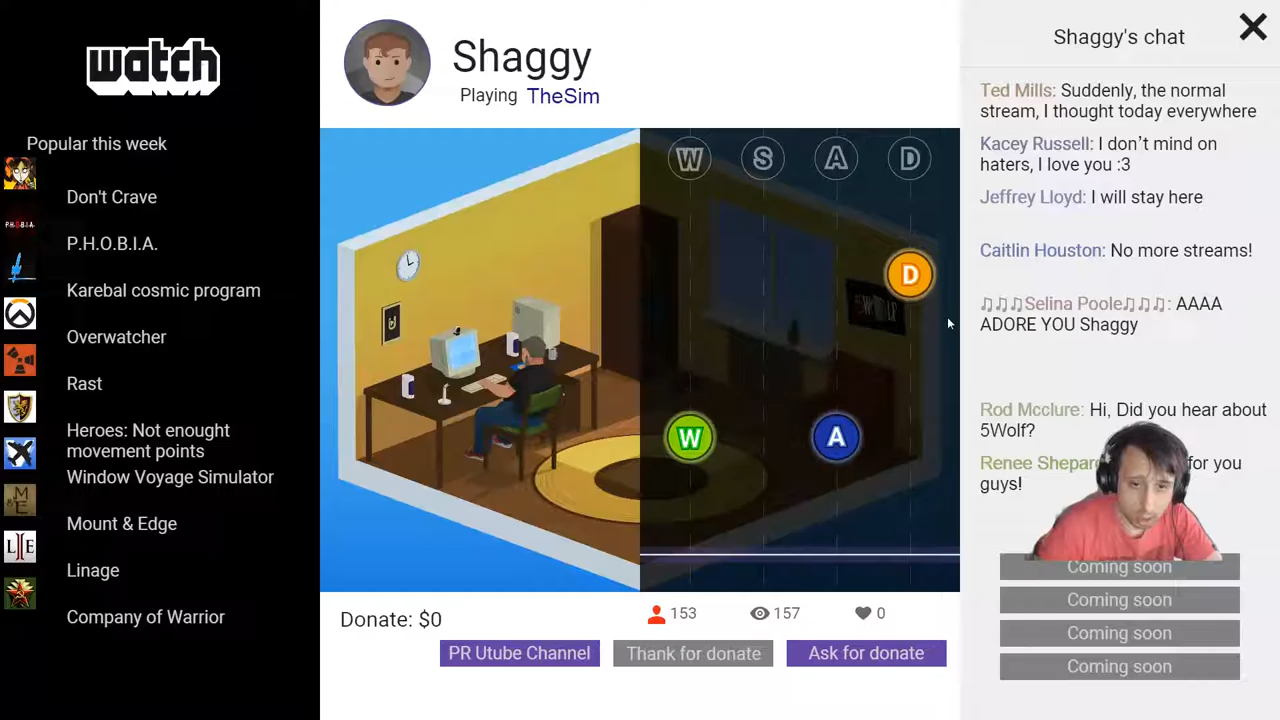 watch
Popular this week
Don't Crave
P.H.O.B.I.A.
P.H.O.B.I.A.
Karebal cosmic program
Overwatcher
Rast
Heroes: Not enought
movement points
Window Voyage Simulator
Mount & Edge
M&E
Linage
LIIE
Company of Warrior
Shaggy
Playing TheSim
W S A D
D
W A
Donate: $0
153 157 0
PR Utube Channel Thank for donate Ask for donate
Shaggy's chat
Ted Mills: Suddenly, the normal
stream, I thought today everywhere
Kacey Russell: I don't mind on
haters, I love you :3
Jeffrey Lloyd: I will stay here
Caitlin Houston: No more streams!
♫♫♫Selina Poole♫♫♫: AAAA
ADORE YOU Shaggy
Rod Mcclure: Hi, Did you hear about
5Wolf?
Renee Shepar for you
guys!
Coming soon
Coming soon
Coming soon
Coming soon